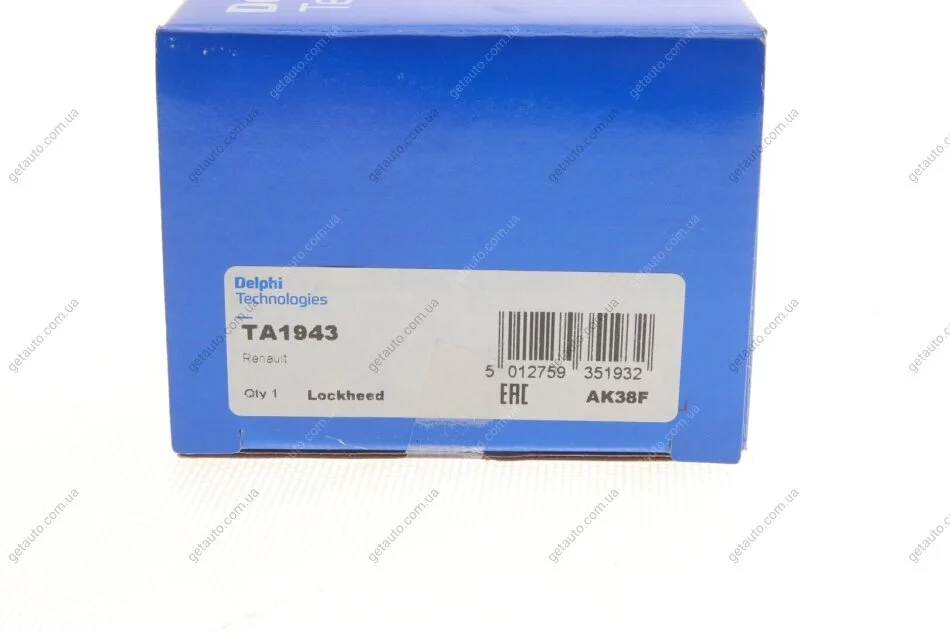 Delphi
Technologies
TA1943
Renault
Qty 1 Lockheed
5 012759 351932
EAC AK38F
getauto.com.ua